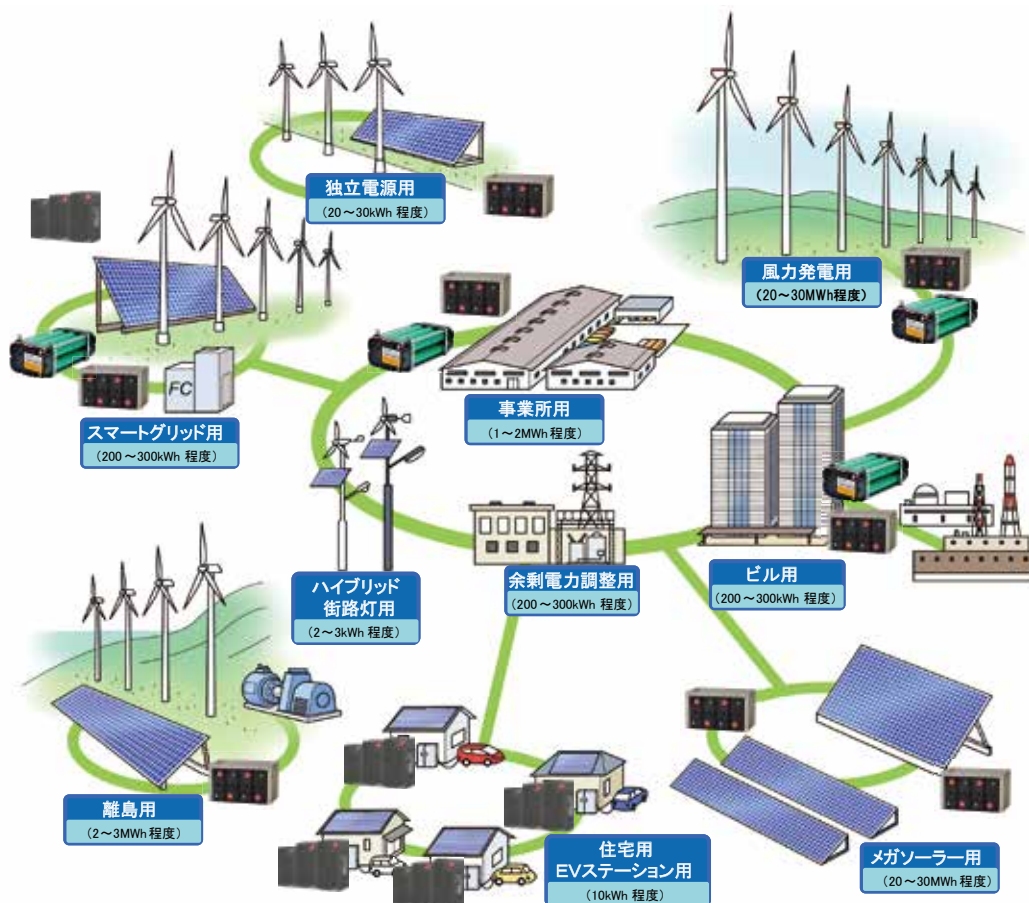 独立電源用
（20～30kWh 程度）
風力発電用
（20～30MWh程度）
FC
スマートグリッド用
（200～300kWh 程度）
事業所用
（1～2MWh 程度）
ハイブリッド
街路灯用
（2～3kWh 程度）
余剰電力調整用
（200～300kWh 程度）
ビル用
（200～300kWh 程度）
離島用
（2～3MWh 程度）
住宅用
EVステーション用
（10kWh 程度）
メガソーラー用
（20～30MWh 程度）